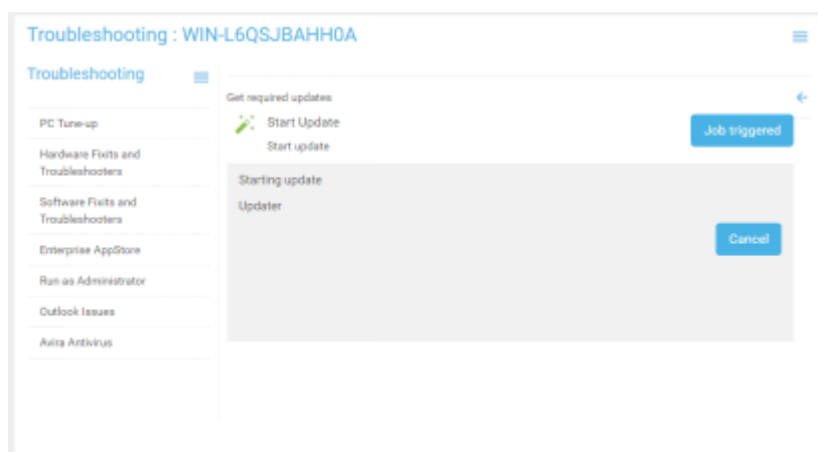 Troubleshooting : WIN-L6QSJBAHH0A
Troubleshooting
PC Tune-up
Hardware Fixits and
Troubleshooters
Software Fixits and
Troubleshooters
Enterprise AppStore
Run as Administrator
Outlook Issues
Avira Antivirus
Get required updates
Start Update
Start update
Job triggered
Starting update
Updater
Cancel